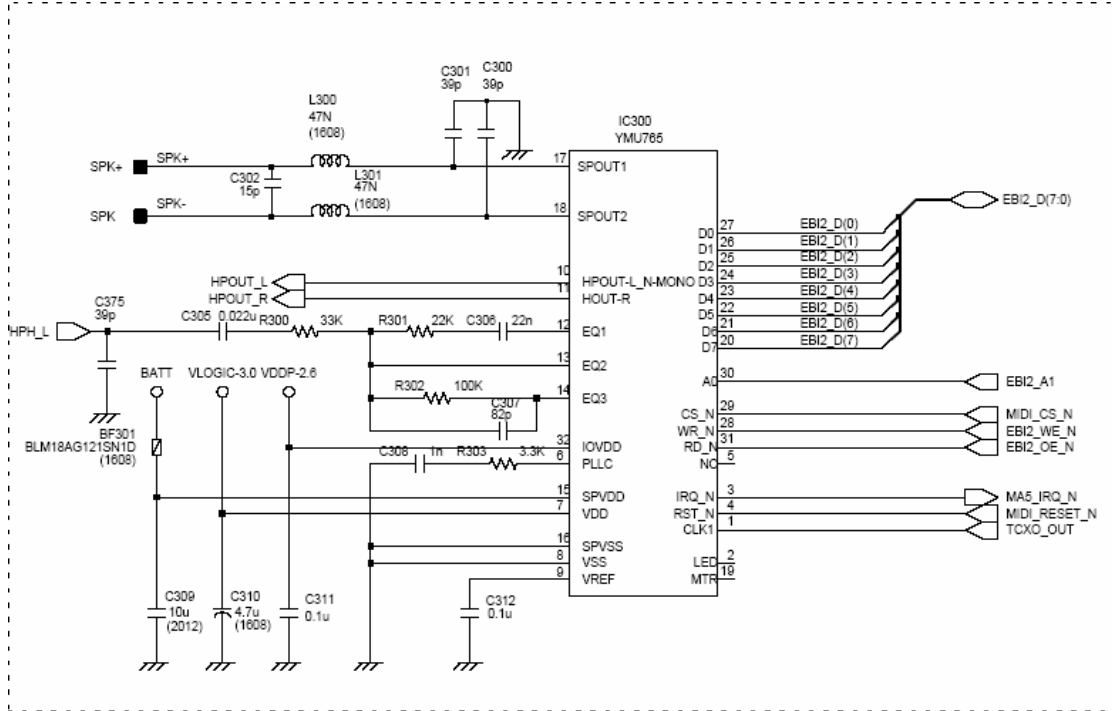 C301
39p
C300
39p
L300
47N
(1608)
IC300
YMU765
SPK+
SPK+
17
SPOUT1
C302
15p
L301
47N
(1608)
SPK
SPK-
18
SPOUT2
EBI2_D(7:0)
D0
27
EBI2_D(0)
D1
26
EBI2_D(1)
D2
25
EBI2_D(2)
D3
24
EBI2_D(3)
D4
23
EBI2_D(4)
D5
22
EBI2_D(5)
D6
21
EBI2_D(6)
D7
20
EBI2_D(7)
HPOUT_L
10
HPOUT-L_N-MONO
HPOUT_R
11
HOUT-R
C375
39p
HPH_L
C305
0.022u
R300
33K
R301
22K
C306
22n
12
EQ1
13
EQ2
R302
100K
14
EQ3
C307
82p
A0
30
EBI2_A1
CS_N
29
MIDI_CS_N
WR_N
28
EBI2_WE_N
RD_N
31
EBI2_OE_N
NC
5
BATT
VLOGIC-3.0
VDDP-2.6
BF301
BLM18AG121SN1D
(1608)
32
IOVDD
C308
1n
R303
3.3K
6
PLLC
15
SPVDD
7
VDD
IRQ_N
3
MA5_IRQ_N
RST_N
4
MIDI_RESET_N
CLK1
1
TCXO_OUT
16
SPVSS
8
VSS
9
VREF
LED
2
MTR
19
C309
10u
(2012)
C310
4.7u
(1608)
C311
0.1u
C312
0.1u